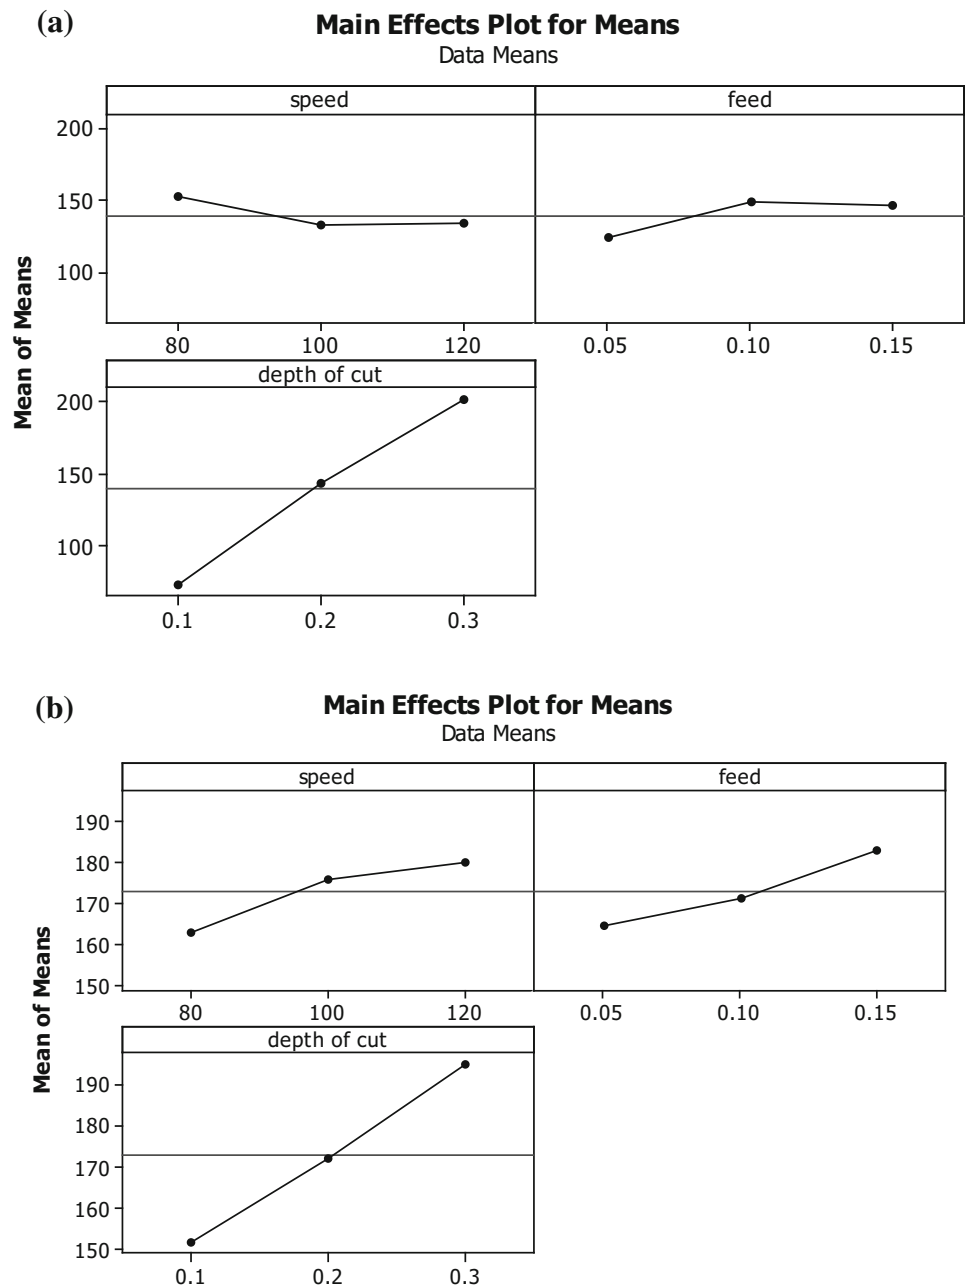 (a)
Main Effects Plot for Means
Data Means
speed
feed
200
150
100
80
100
120
0.05
0.10
0.15
Mean of Means
depth of cut
200
150
100
0.1
0.2
0.3
(b)
Main Effects Plot for Means
Data Means
speed
feed
190
180
170
160
150
80
100
120
0.05
0.10
0.15
Mean of Means
depth of cut
190
180
170
160
150
0.1
0.2
0.3